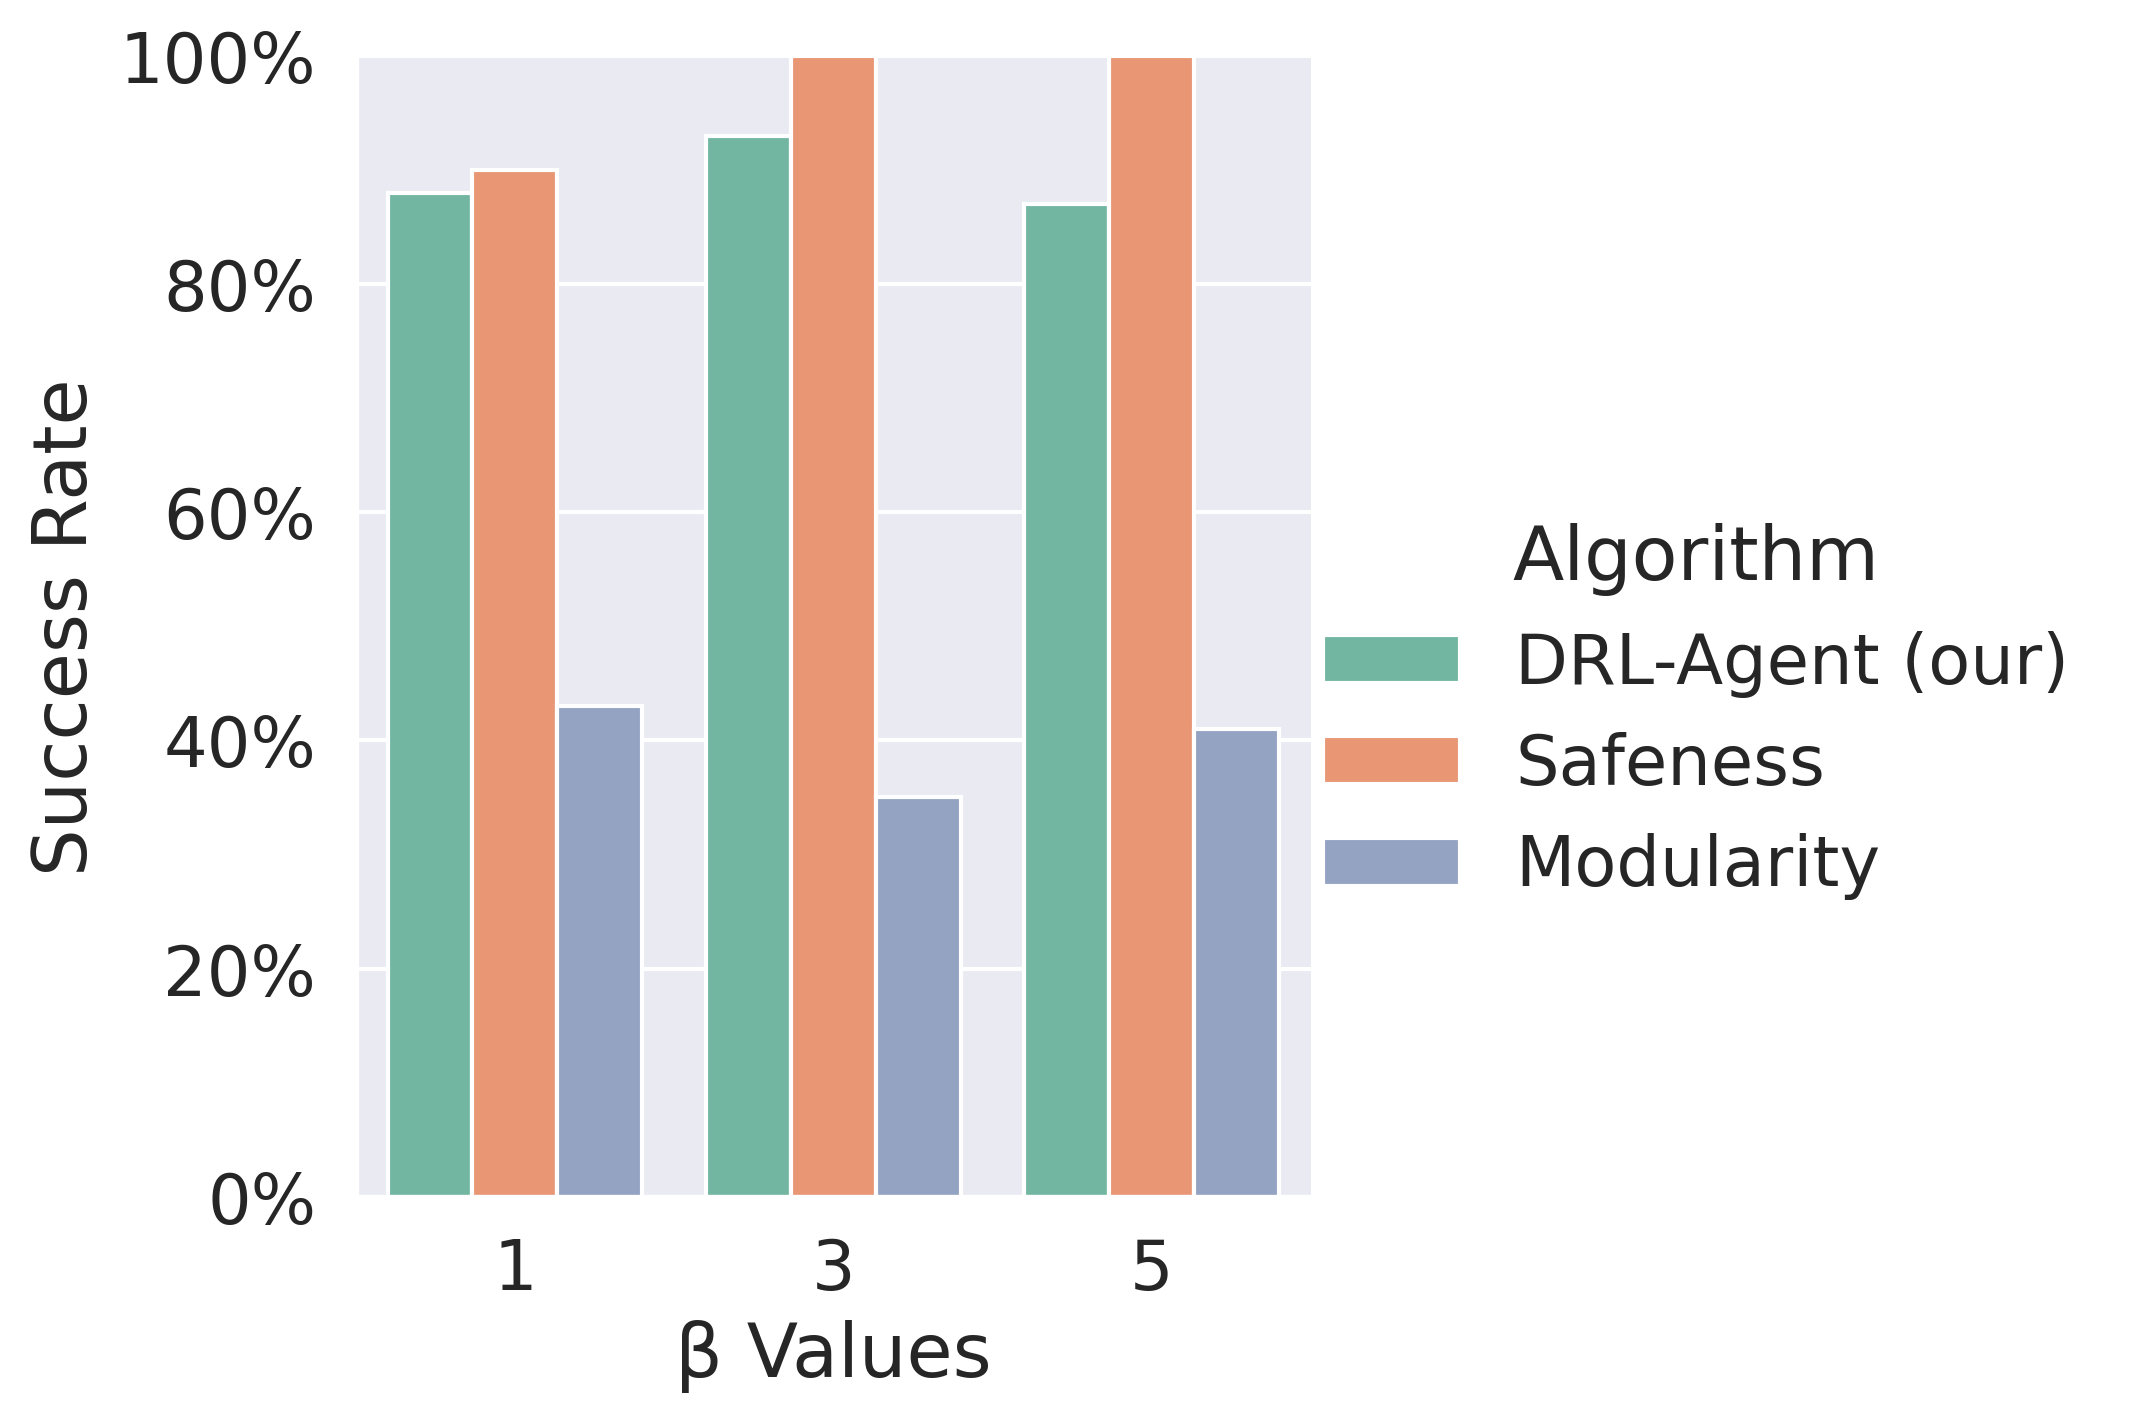 100%
80%
60%
40%
20%
0%
Success Rate
1 3 5
β Values
Algorithm
DRL-Agent (our)
Safeness
Modularity